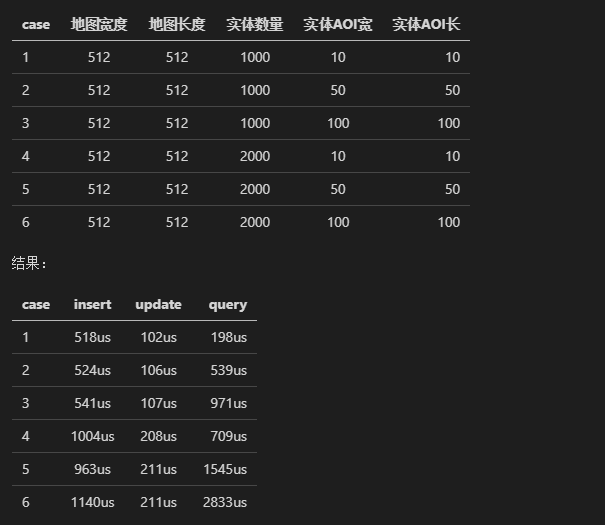 case 地图宽度 地图长度 实体数量 实体AOI宽 实体AOI长
1 512 512 1000 10 10
2 512 512 1000 50 50
3 512 512 1000 100 100
4 512 512 2000 10 10
5 512 512 2000 50 50
6 512 512 2000 100 100
结果：
case insert update query
1 518us 102us 198us
2 524us 106us 539us
3 541us 107us 971us
4 1004us 208us 709us
5 963us 211us 1545us
6 1140us 211us 2833us